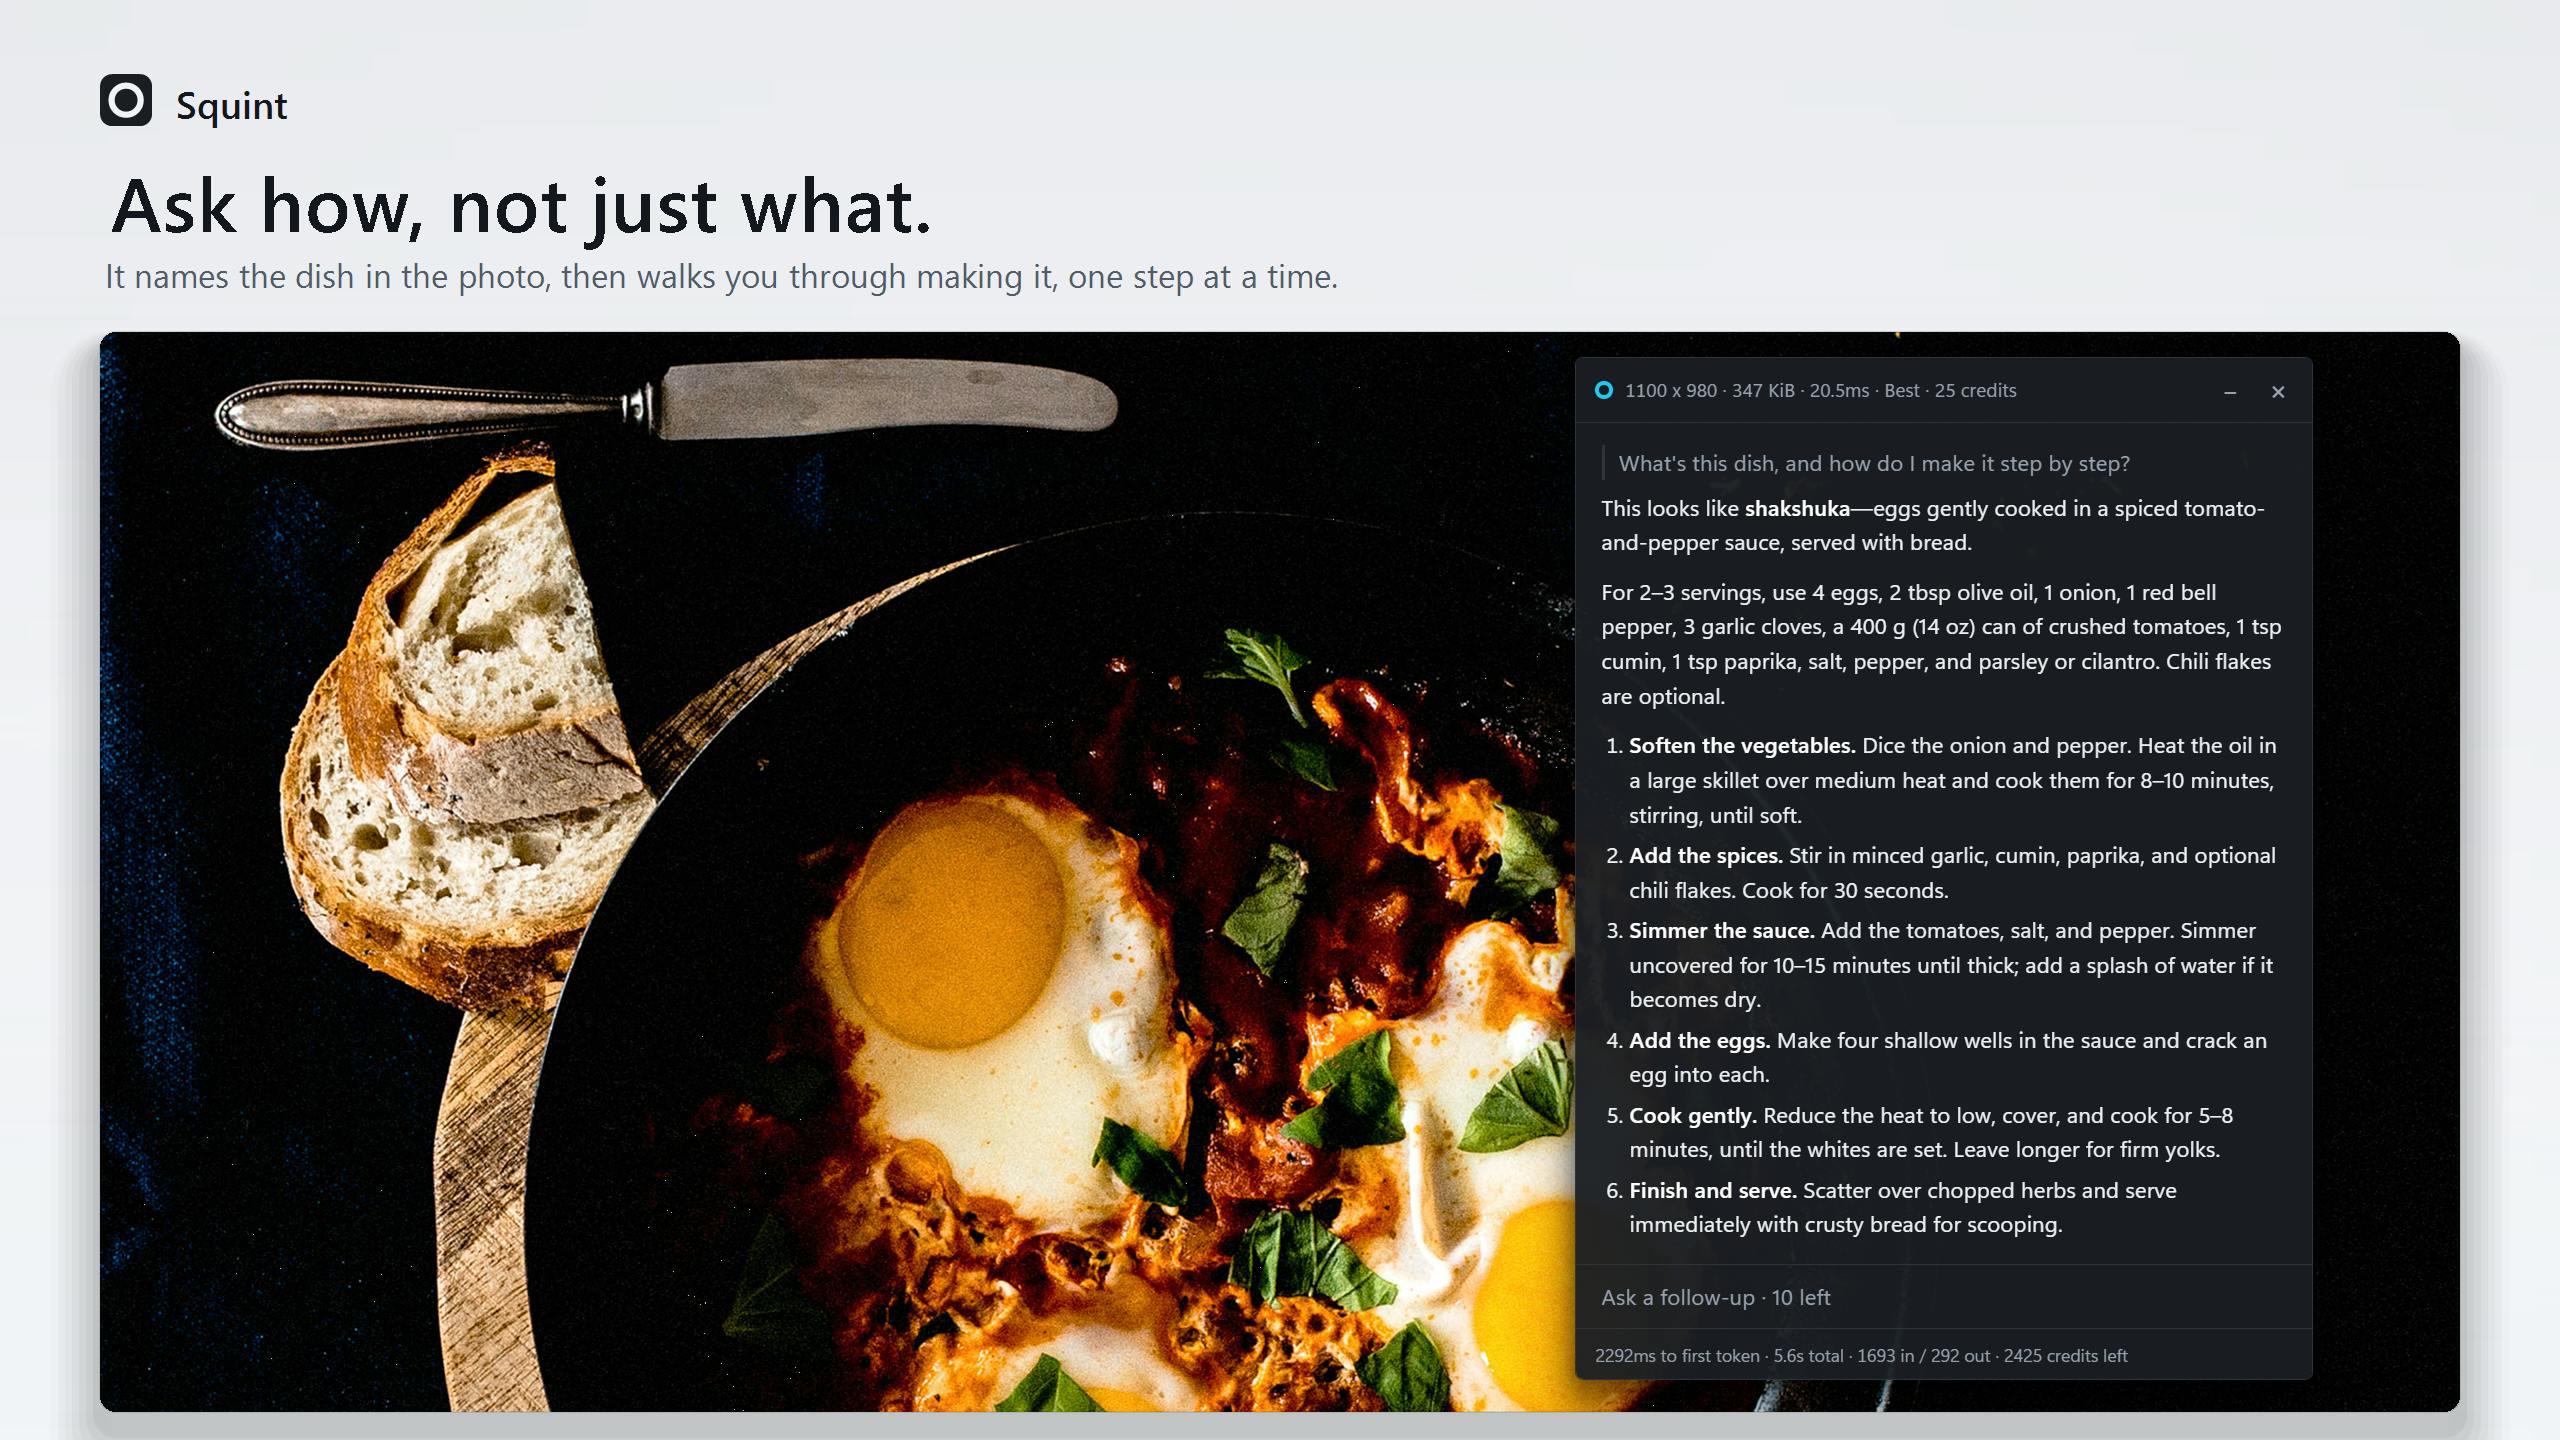 Squint
Ask how, not just what.
It names the dish in the photo, then walks you through making it, one step at a time.
1100 x 980 · 347 KiB · 20.5ms · Best · 25 credits
What's this dish, and how do I make it step by step?
This looks like shakshuka—eggs gently cooked in a spiced tomato-
and-pepper sauce, served with bread.
For 2–3 servings, use 4 eggs, 2 tbsp olive oil, 1 onion, 1 red bell
pepper, 3 garlic cloves, a 400 g (14 oz) can of crushed tomatoes, 1 tsp
cumin, 1 tsp paprika, salt, pepper, and parsley or cilantro. Chili flakes
are optional.
1. Soften the vegetables. Dice the onion and pepper. Heat the oil in
a large skillet over medium heat and cook them for 8–10 minutes,
stirring, until soft.
2. Add the spices. Stir in minced garlic, cumin, paprika, and optional
chili flakes. Cook for 30 seconds.
3. Simmer the sauce. Add the tomatoes, salt, and pepper. Simmer
uncovered for 10–15 minutes until thick; add a splash of water if it
becomes dry.
4. Add the eggs. Make four shallow wells in the sauce and crack an
egg into each.
5. Cook gently. Reduce the heat to low, cover, and cook for 5–8
minutes, until the whites are set. Leave longer for firm yolks.
6. Finish and serve. Scatter over chopped herbs and serve
immediately with crusty bread for scooping.
Ask a follow-up · 10 left
2292ms to first token · 5.6s total · 1693 in / 292 out · 2425 credits left